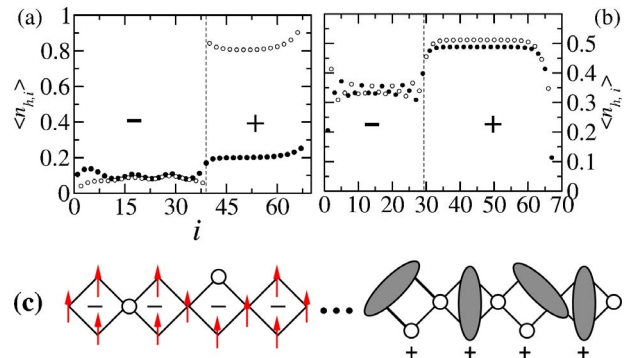 (a)
(b)
<n_{h,i}>
1
0.8
0.6
0.4
0.2
0
− +
0 15 30 45 60
i
<n_{h,i}>
0.5
0.4
0.3
0.2
0.1
0
− +
0 10 20 30 40 50 60 70
(c)
− − − −
+ + + +